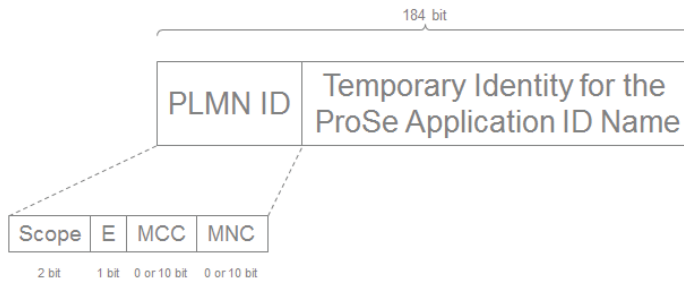 184 bit
PLMN ID
Temporary Identity for the
ProSe Application ID Name
Scope E MCC MNC
2 bit 1 bit 0 or 10 bit 0 or 10 bit